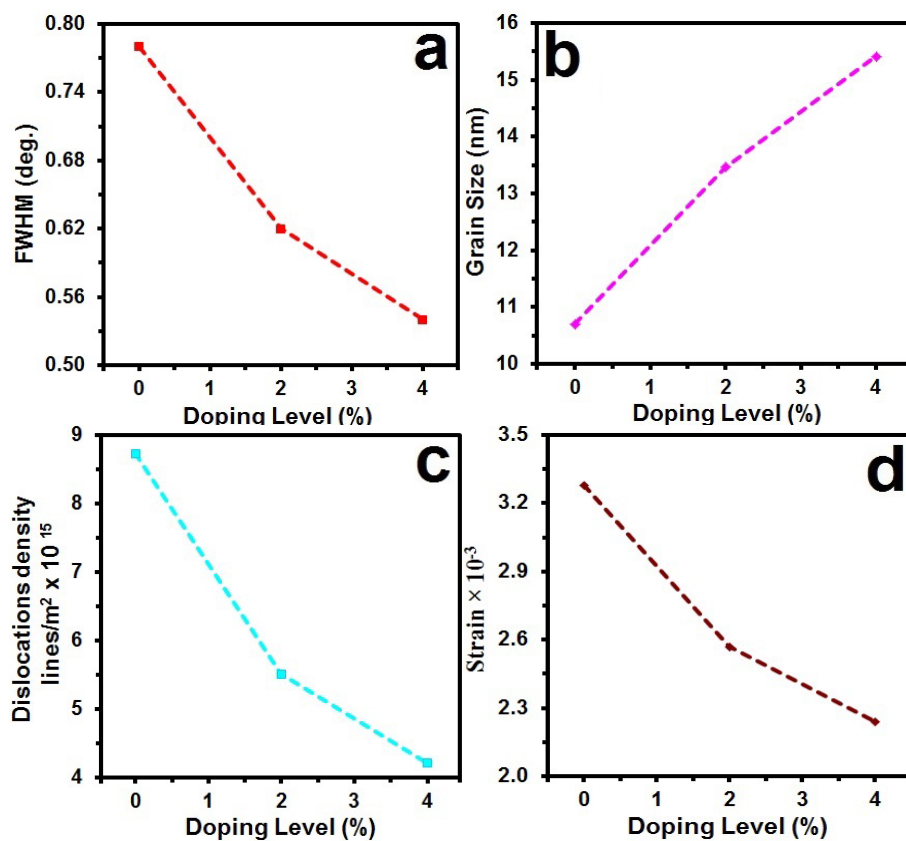 a
0.80
0.74
0.68
0.62
0.56
0.50
FWHM (deg.)
0 1 2 3 4
Doping Level (%)
b
16
15
14
13
12
11
10
Grain Size (nm)
0 1 2 3 4
Doping Level (%)
c
9
8
7
6
5
4
Dislocations density
lines/m² x 10 ¹⁵
0 1 2 3 4
Doping Level (%)
d
3.5
3.2
2.9
2.6
2.3
2.0
Strain × 10⁻³
0 1 2 3 4
Doping Level (%)